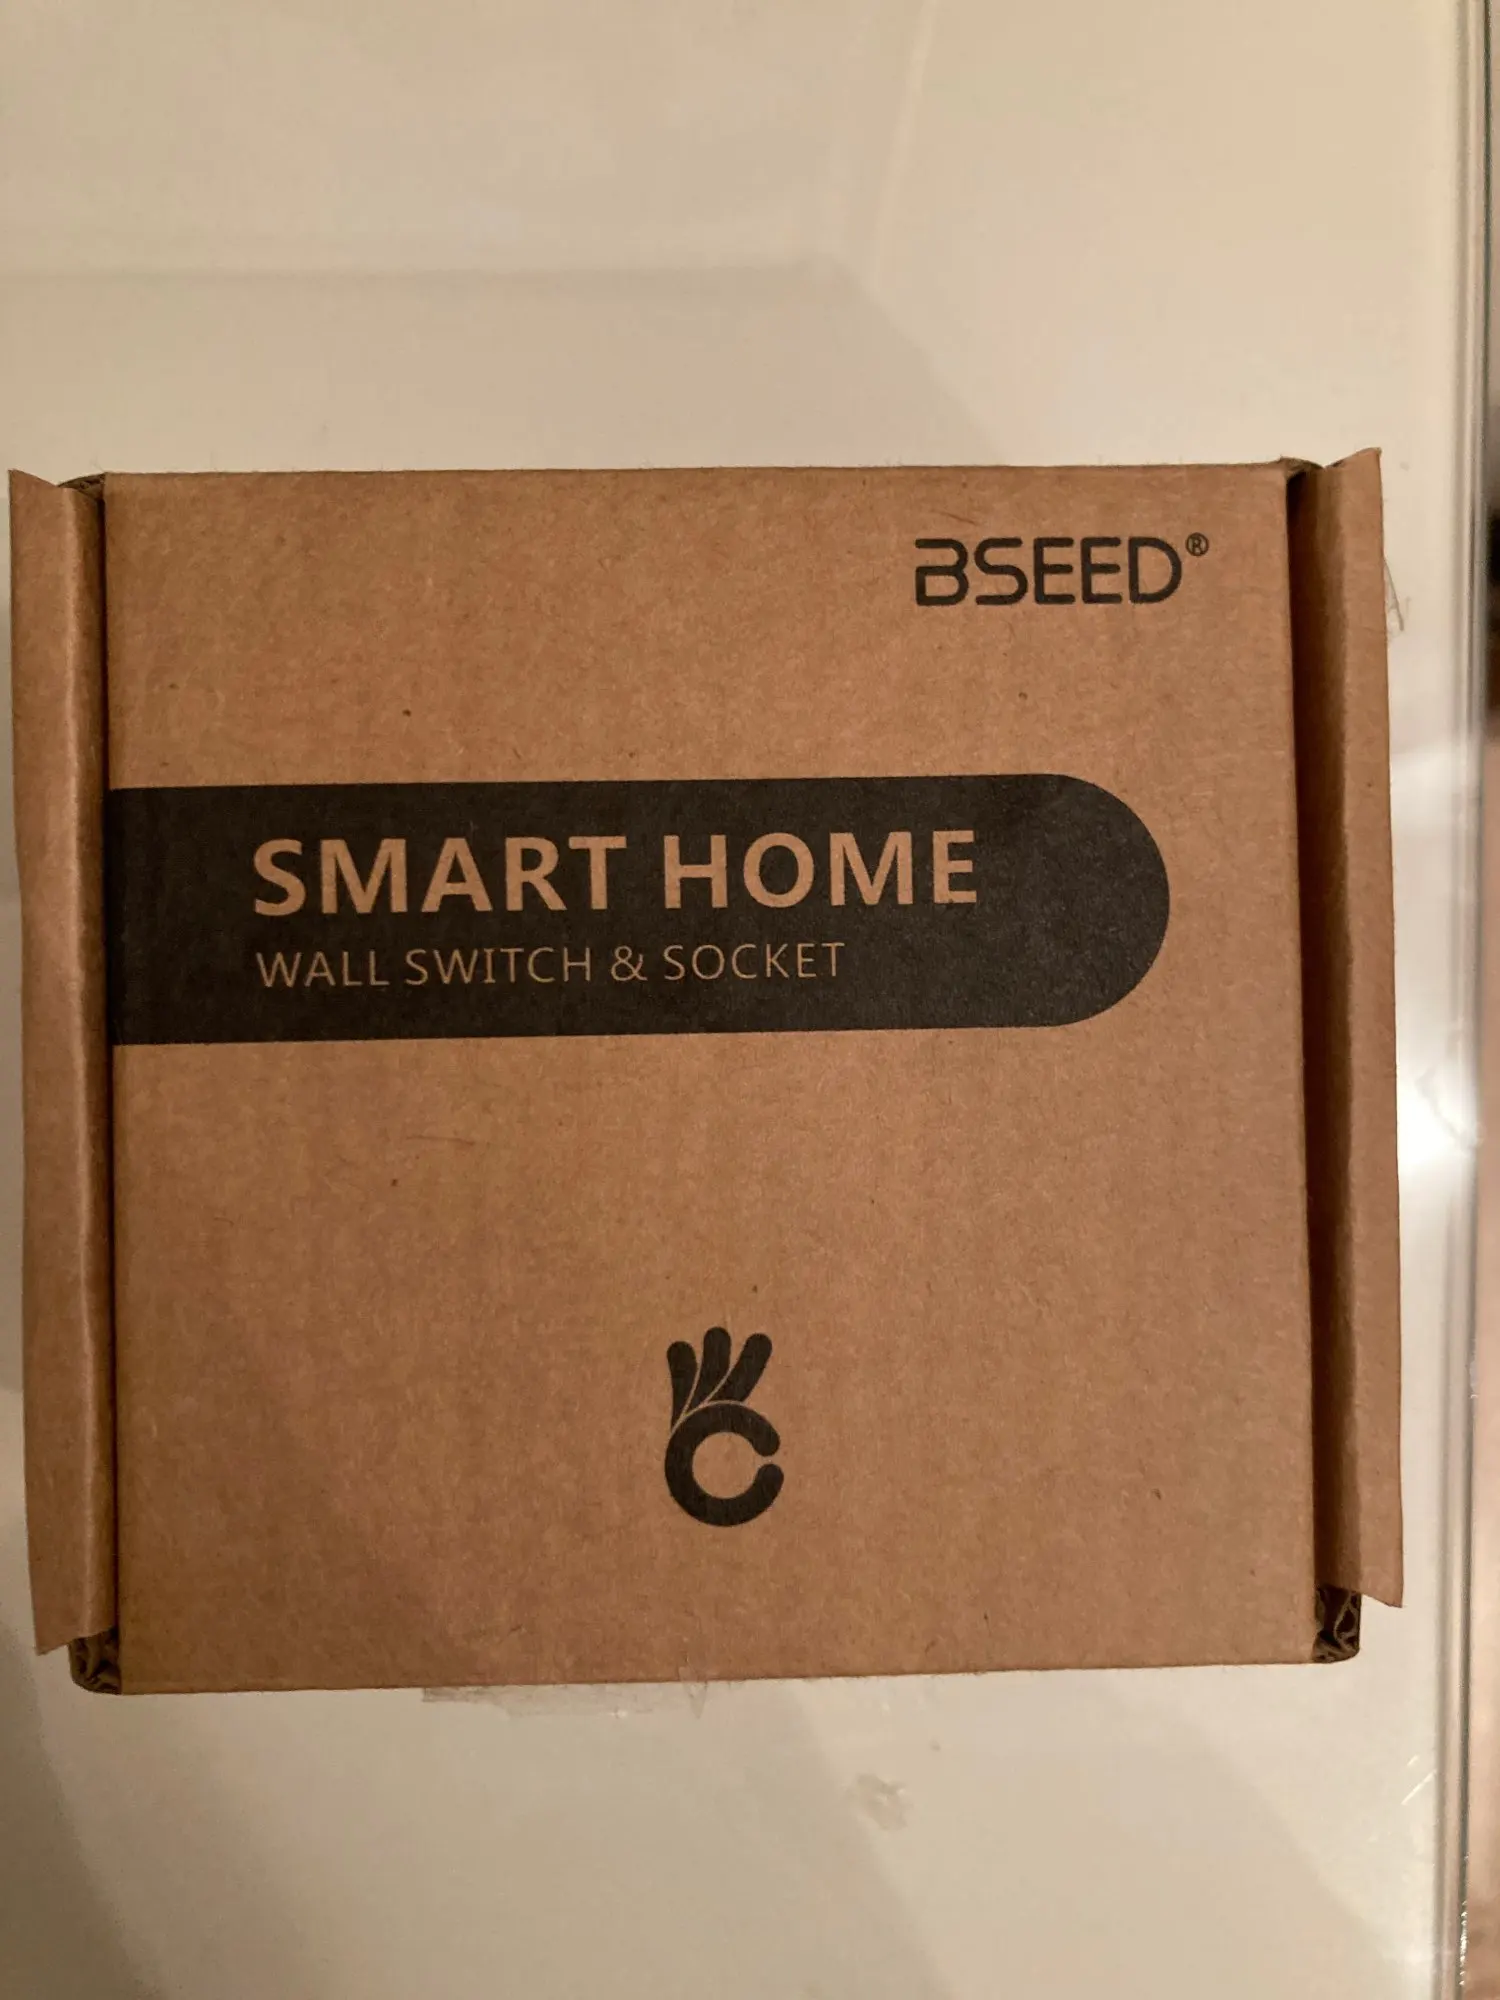 BSEED®
SMART HOME
WALL SWITCH & SOCKET